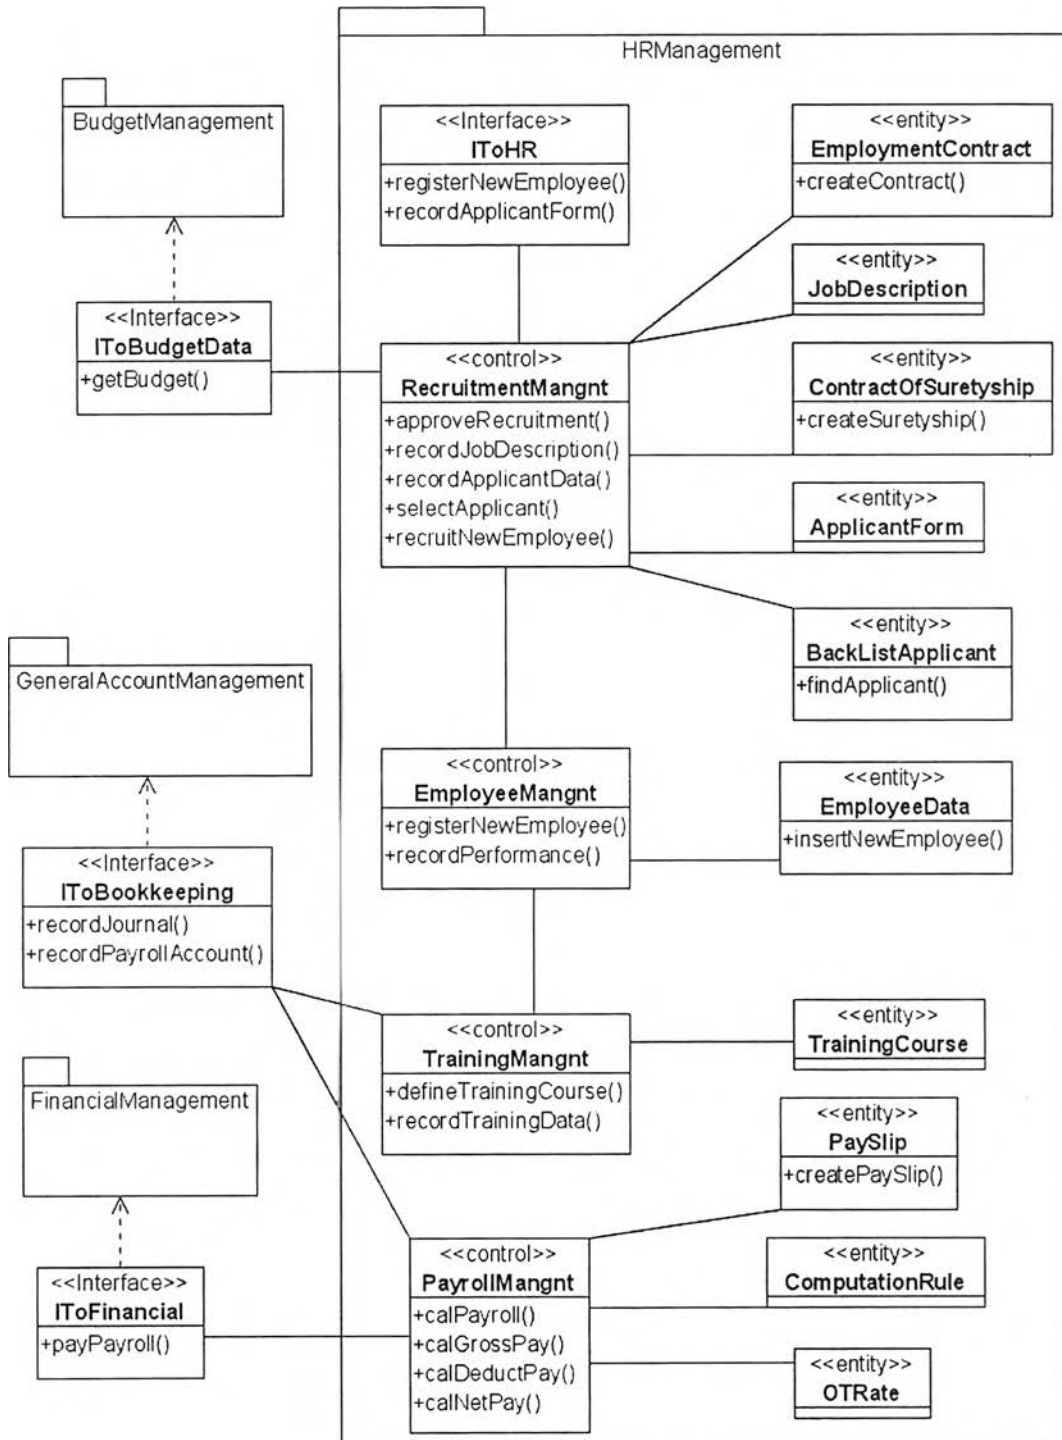 HRManagement
BudgetManagement
<<Interface>>
IToHR
+registerNewEmployee()
+recordApplicantForm()
<<entity>>
EmploymentContract
+createContract()
<<entity>>
JobDescription
<<Interface>>
IToBudgetData
+getBudget()
<<control>>
RecruitmentMangnt
+approveRecruitment()
+recordJobDescription()
+recordApplicantData()
+selectApplicant()
+recruitNewEmployee()
<<entity>>
ContractOfSuretyship
+createSuretyship()
<<entity>>
ApplicantForm
<<entity>>
BackListApplicant
+findApplicant()
GeneralAccountManagement
<<control>>
EmployeeMangnt
+registerNewEmployee()
+recordPerformance()
<<entity>>
EmployeeData
+insertNewEmployee()
<<Interface>>
IToBookkeeping
+recordJournal()
+recordPayrollAccount()
<<control>>
TrainingMangnt
+defineTrainingCourse()
+recordTrainingData()
<<entity>>
TrainingCourse
FinancialManagement
<<entity>>
PaySlip
+createPaySlip()
<<Interface>>
IToFinancial
+payPayroll()
<<control>>
PayrollMangnt
+calPayroll()
+calGrossPay()
+calDeductPay()
+calNetPay()
<<entity>>
ComputationRule
<<entity>>
OTRate